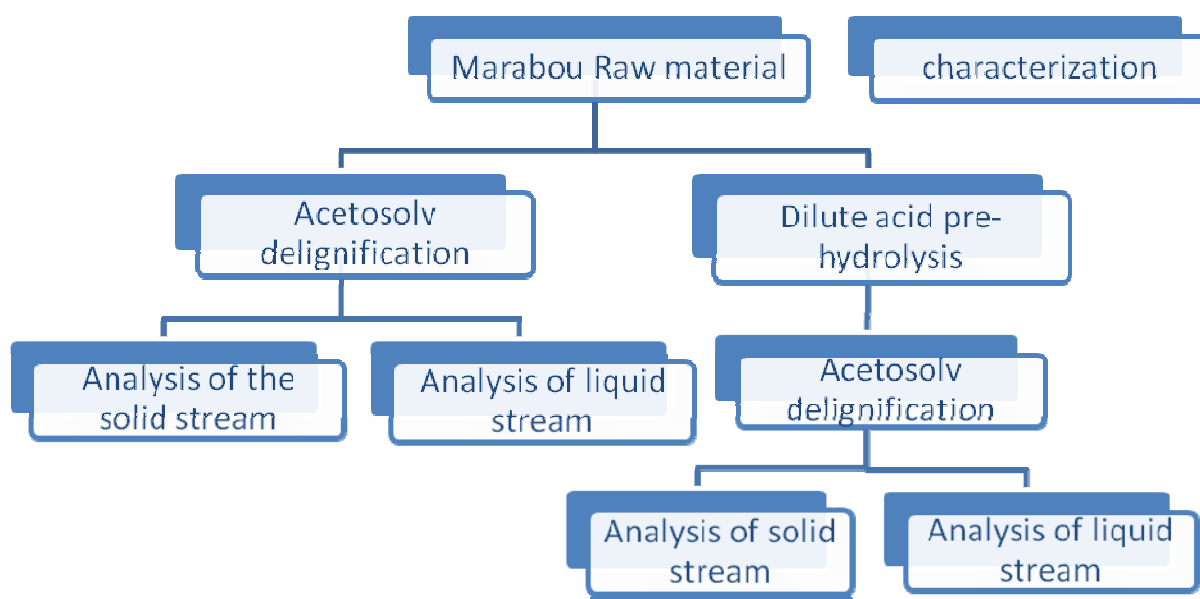 Marabou Raw material
characterization
Acetosolv
delignification
Dilute acid pre-
hydrolysis
Analysis of the
solid stream
Analysis of liquid
stream
Acetosolv
delignification
Analysis of solid
stream
Analysis of liquid
stream